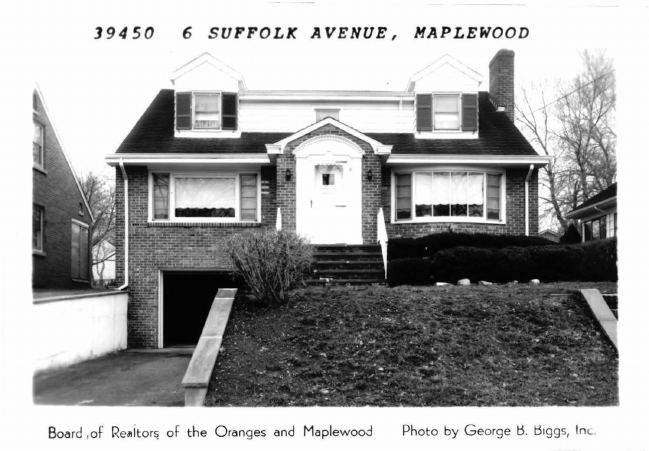 39450 6 SUFFOLK AVENUE, MAPLEWOOD
Board of Realtors of the Oranges and Maplewood Photo by George B. Biggs, Inc.